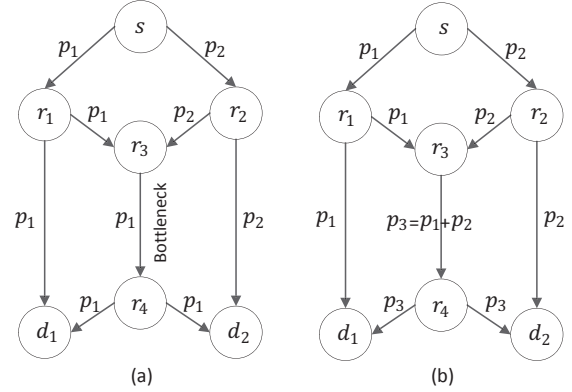 s
p₁ p₂
r₁ r₂
p₁ p₂
r₃
p₁ p₁ Bottleneck p₂
r₄
p₁ p₁
d₁ d₂
(a)
s
p₁ p₂
r₁ r₂
p₁ p₂
r₃
p₁ p₃=p₁+p₂ p₂
r₄
p₃ p₃
d₁ d₂
(b)